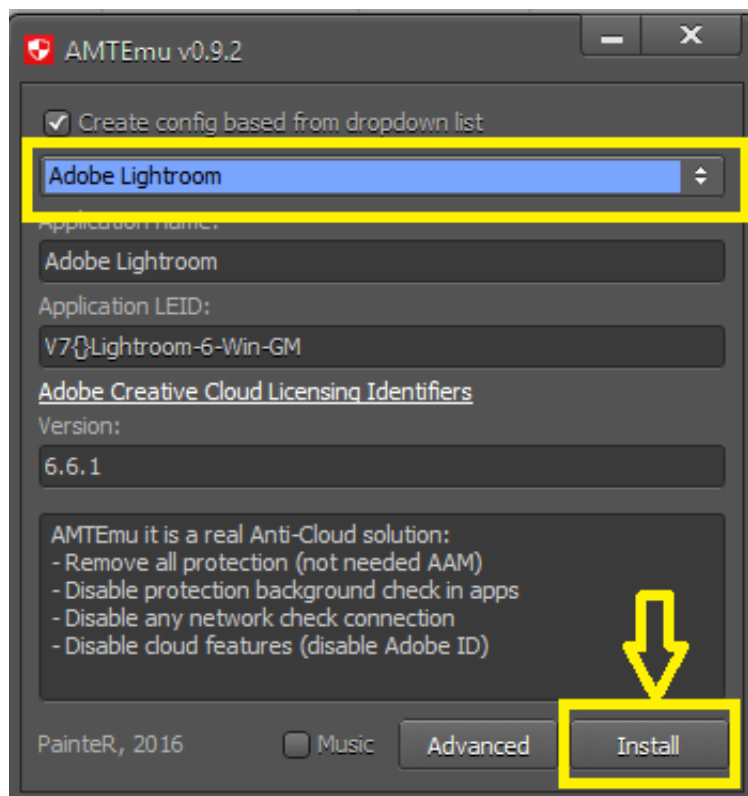 AMTEmu v0.9.2
Create config based from dropdown list
Adobe Lightroom
Application name:
Adobe Lightroom
Application LEID:
V7{}Lightroom-6-Win-GM
Adobe Creative Cloud Licensing Identifiers
Version:
6.6.1
AMTEmu it is a real Anti-Cloud solution:
- Remove all protection (not needed AAM)
- Disable protection background check in apps
- Disable any network check connection
- Disable cloud features (disable Adobe ID)
PainteR, 2016 Music Advanced Install